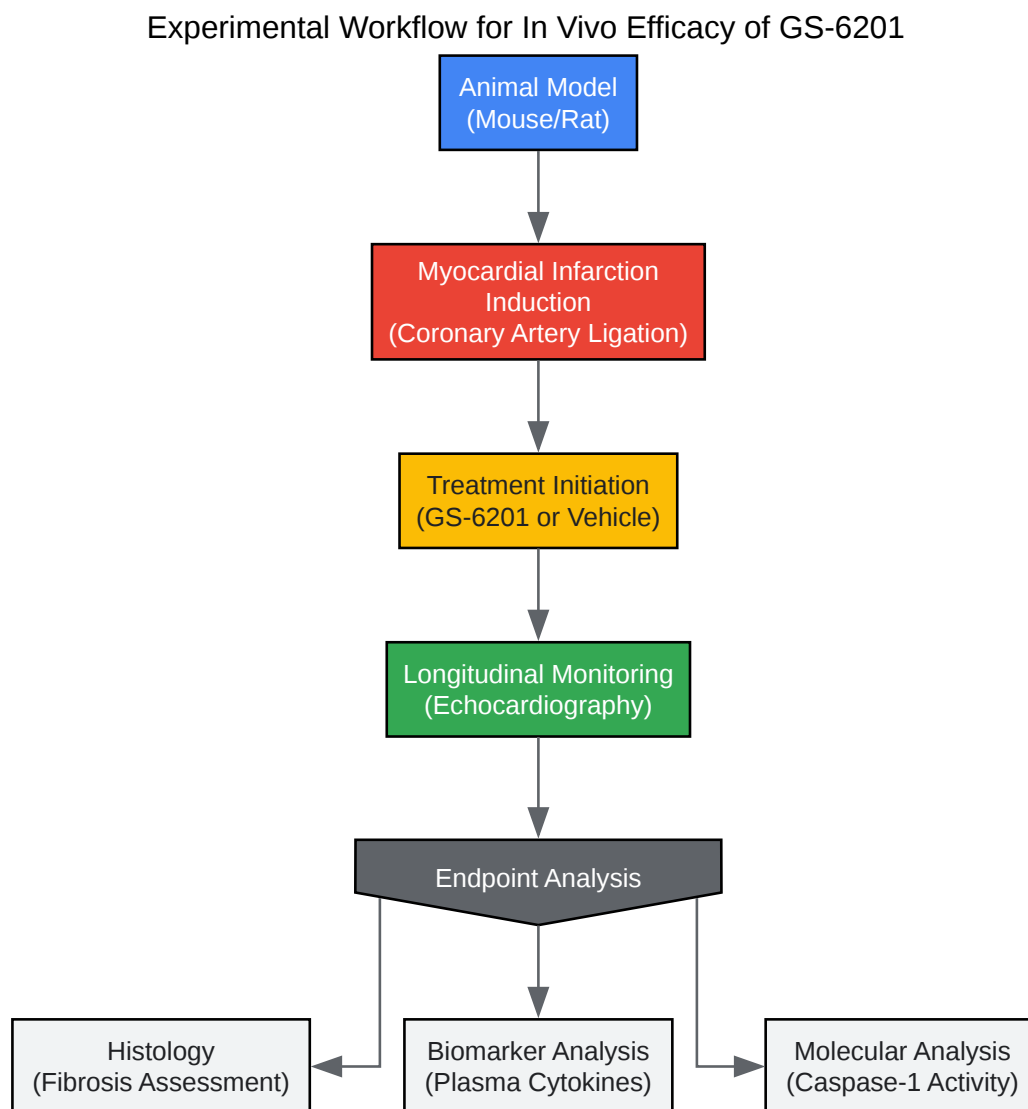 Experimental Workflow for In Vivo Efficacy of GS-6201
Animal Model
(Mouse/Rat)
Myocardial Infarction
Induction
(Coronary Artery Ligation)
Treatment Initiation
(GS-6201 or Vehicle)
Longitudinal Monitoring
(Echocardiography)
Endpoint Analysis
Histology
(Fibrosis Assessment)
Biomarker Analysis
(Plasma Cytokines)
Molecular Analysis
(Caspase-1 Activity)